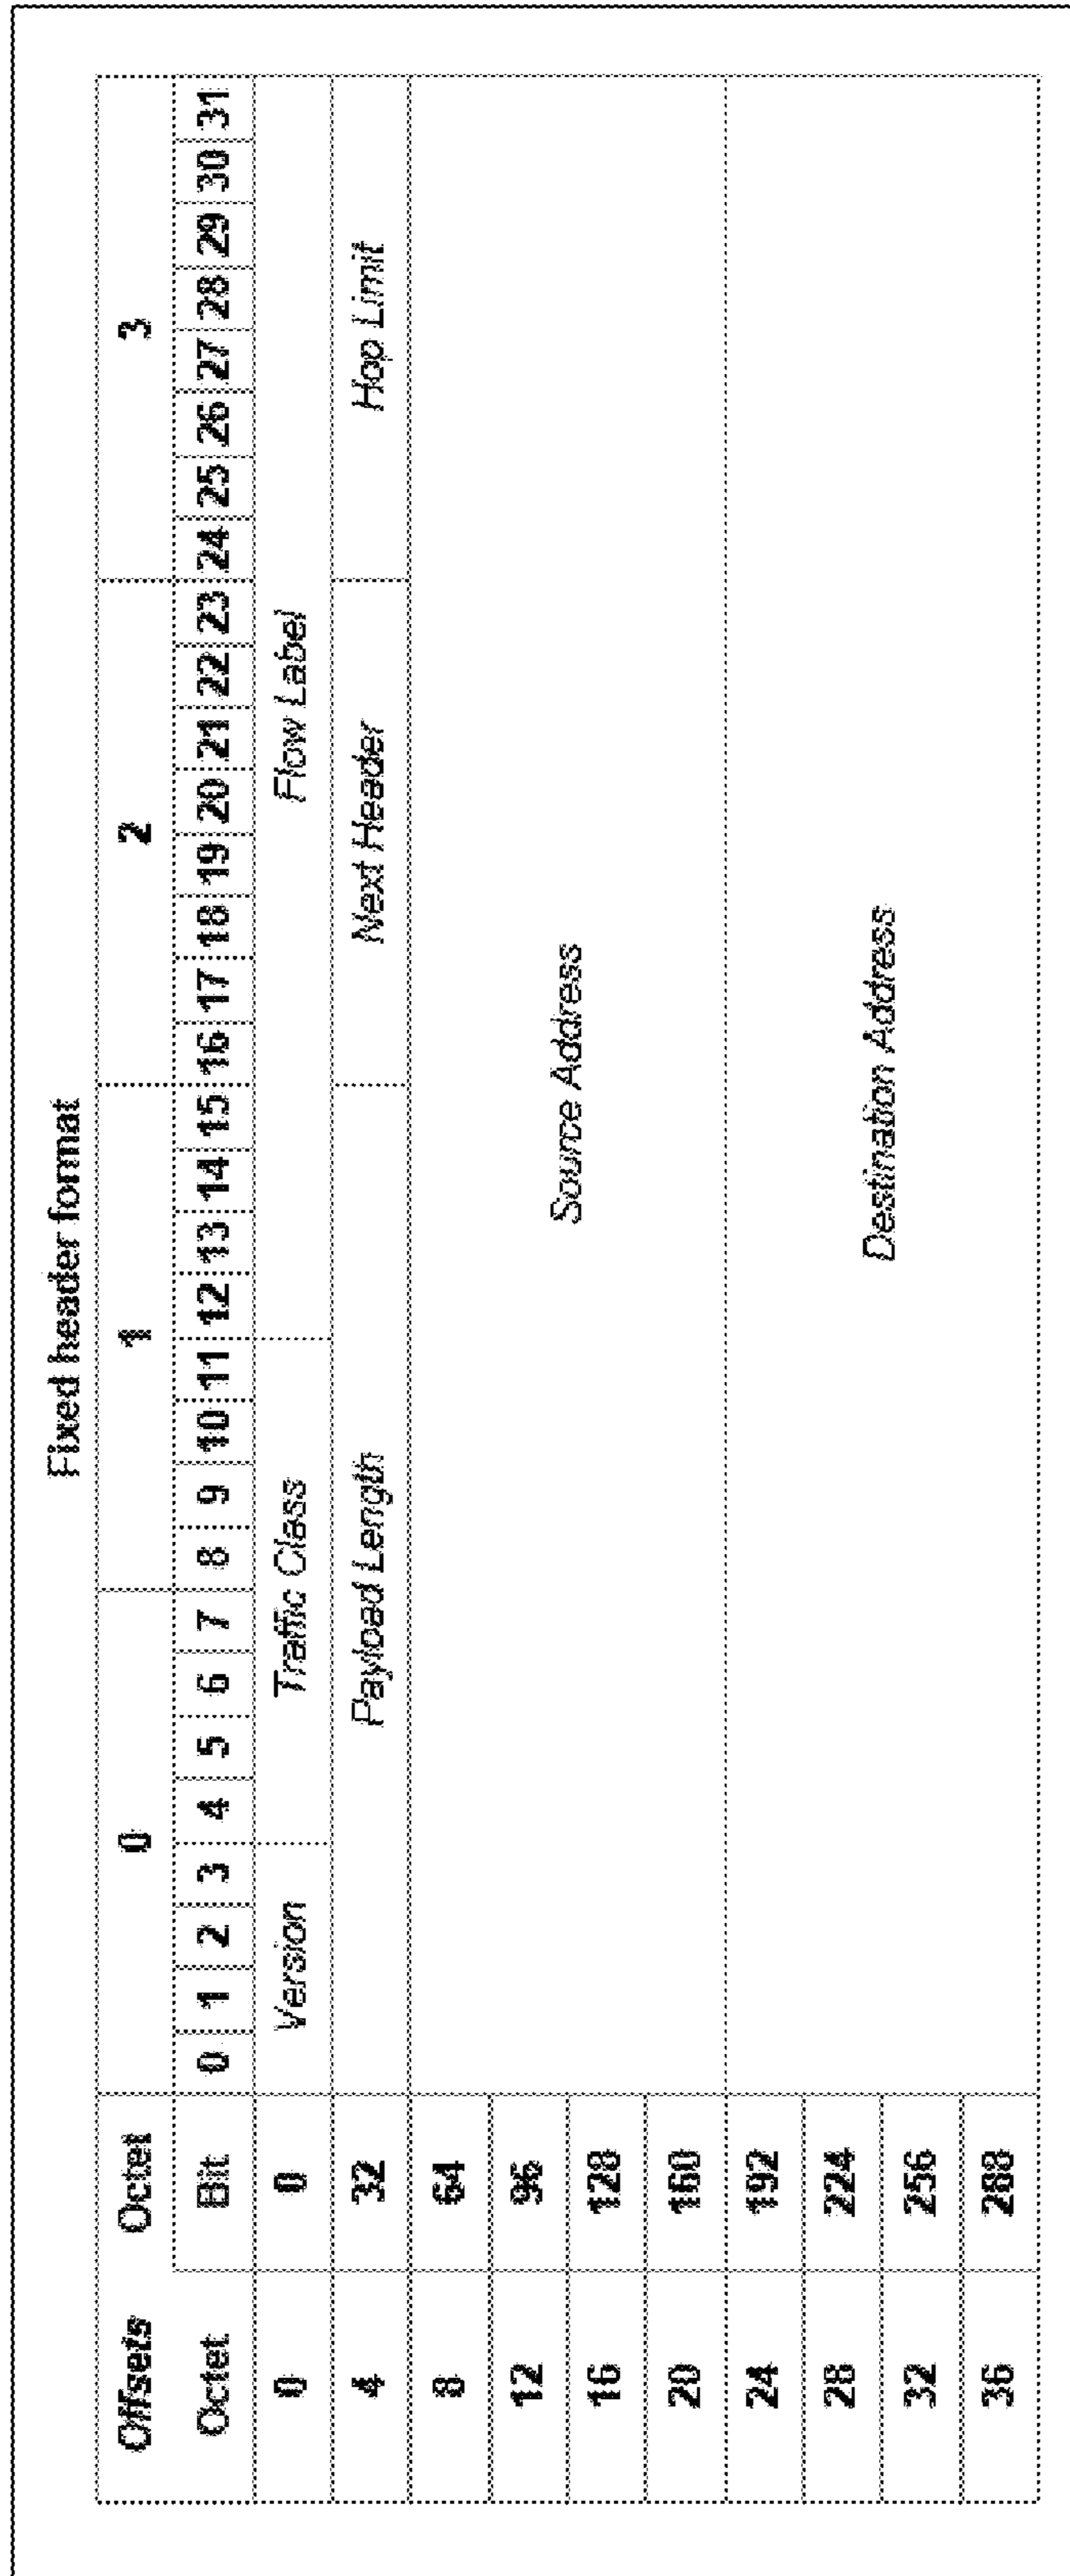 Fixed header format
Offsets Octet 0 1 2 3
Octet Bit 0 1 2 3 4 5 6 7 8 9 10 11 12 13 14 15 16 17 18 19 20 21 22 23 24 25 26 27 28 29 30 31
0 0 Version Traffic Class Flow Label
4 32 Payload Length Next Header Hop Limit
8 64
12 96
16 128
20 160
Source Address
24 192
28 224
32 256
36 288
Destination Address